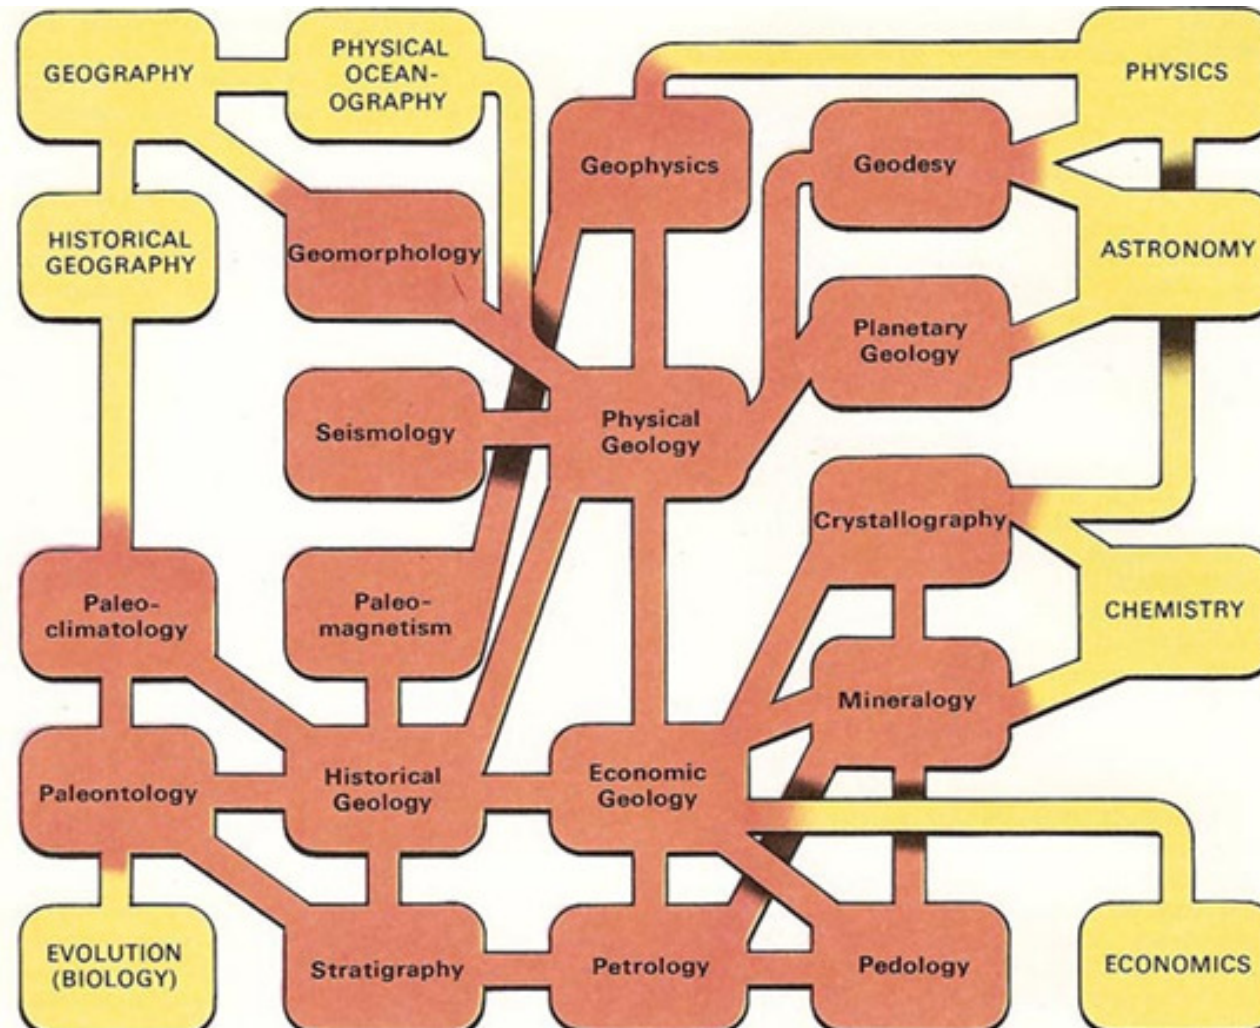 GEOGRAPHY
PHYSICAL
OCEAN-
OGRAPHY
PHYSICS
Geophysics
Geodesy
HISTORICAL
GEOGRAPHY
Geomorphology
ASTRONOMY
Planetary
Geology
Seismology
Physical
Geology
Crystallography
Paleo-
climatology
Paleo-
magnetism
CHEMISTRY
Mineralogy
Paleontology
Historical
Geology
Economic
Geology
EVOLUTION
(BIOLOGY)
Stratigraphy
Petrology
Pedology
ECONOMICS